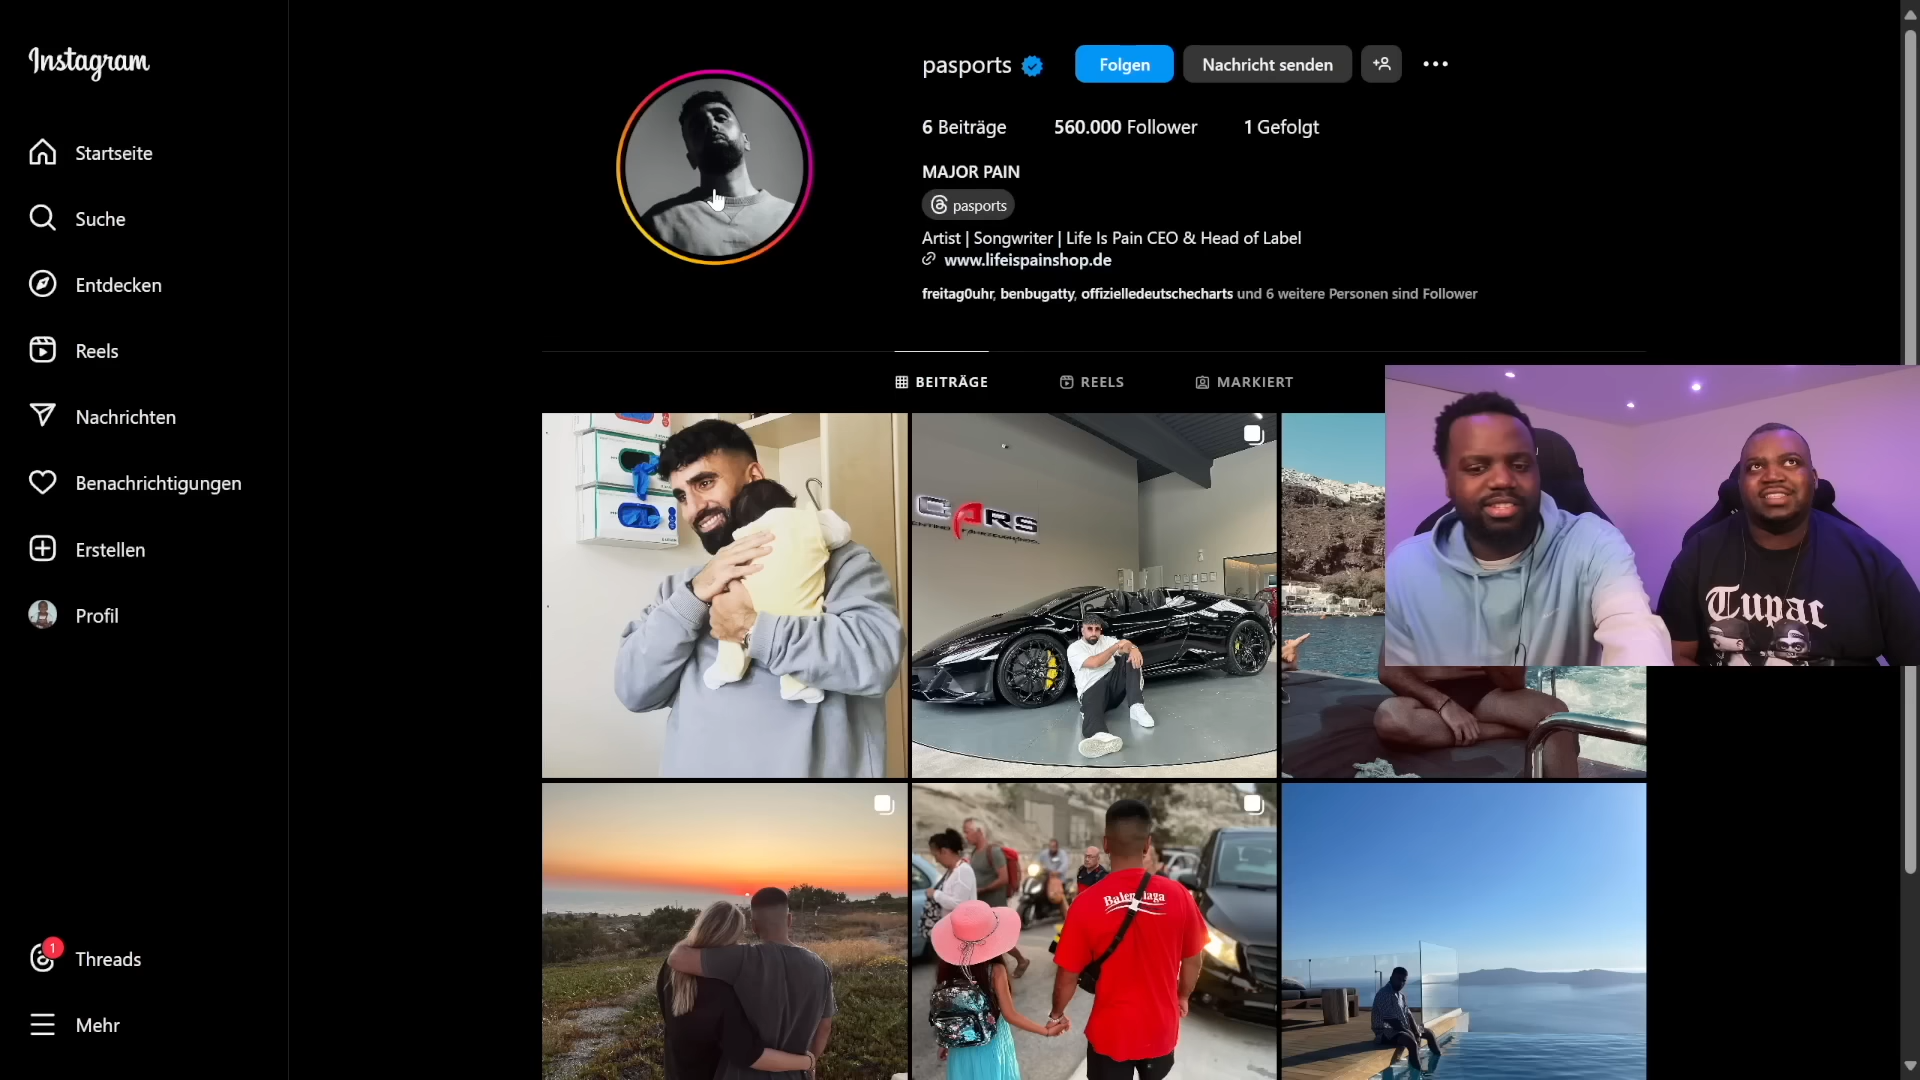 Instagram
Startseite
Suche
Entdecken
Reels
Nachrichten
Benachrichtigungen
Erstellen
Profil
1
Threads
Mehr
pasports
Folgen
Nachricht senden
6 Beiträge
560.000 Follower
1 Gefolgt
MAJOR PAIN
pasports
Artist | Songwriter | Life Is Pain CEO & Head of Label
www.lifeispainshop.de
freitag0uhr, benbugatty, offizielledeutschecharts und 6 weitere Personen sind Follower
BEITRÄGE
REELS
MARKIERT
CARS
Tupac